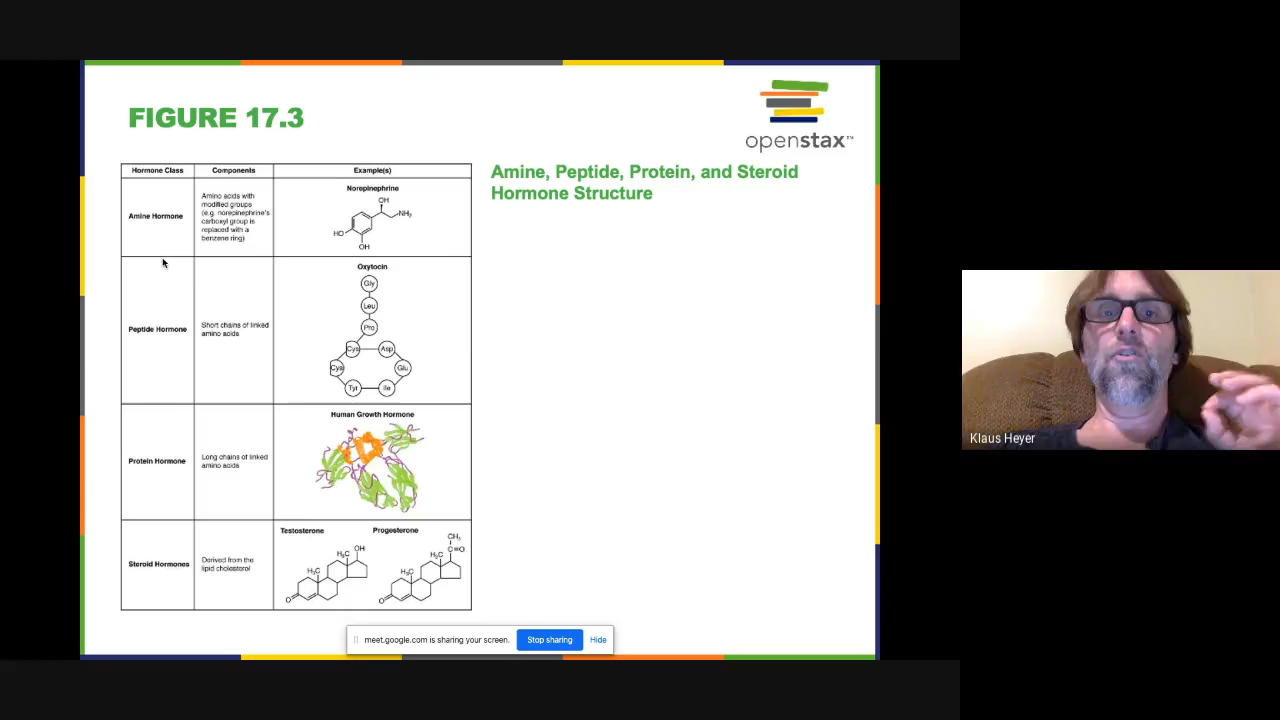 FIGURE 17.3
openstax™
Amine, Peptide, Protein, and Steroid
Hormone Structure
Hormone Class
Components
Example(s)
Amine Hormone
Amino acids with
modified groups
(e.g. norepinephrine's
carboxyl group is
replaced with a
benzene ring)
Norepinephrine
OH
NH₂
HO
OH
Peptide Hormone
Short chains of linked
amino acids
Oxytocin
Gly
Leu
Pro
Cys
Asp
Cys
Glu
Tyr
Ile
Protein Hormone
Long chains of linked
amino acids
Human Growth Hormone
Steroid Hormones
Derived from the
lipid cholesterol
Testosterone
OH
H₃C
H₃C
O
Progesterone
CH₃
C=O
H₃C
H₃C
O
meet.google.com is sharing your screen.
Stop sharing
Hide
Klaus Heyer